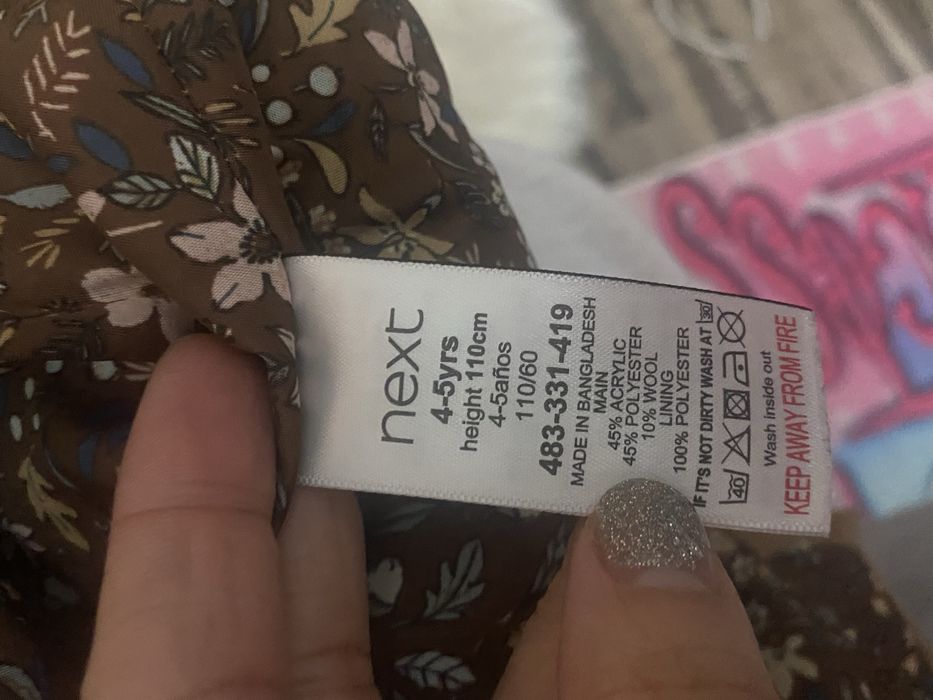 next
4-5yrs
height 110cm
4-5años
110/60
483-331-419
MADE IN BANGLADESH
MAIN
45% ACRYLIC
45% POLYESTER
10% WOOL
LINING
100% POLYESTER
IF IT'S NOT DIRTY WASH AT 30
40
Wash inside out
KEEP AWAY FROM FIRE